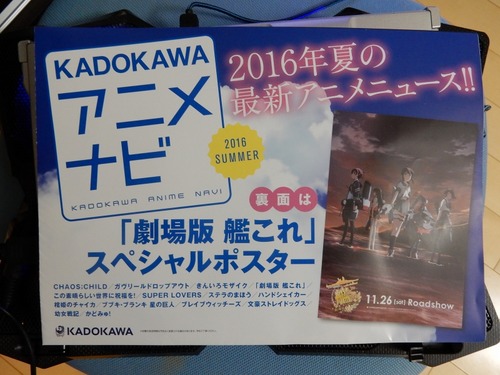 KADOKAWA
アニメ
ナビ
KADOKAWA ANIME NAVI
2016年夏の
最新アニメニュース!!
2016
SUMMER
裏面は
「劇場版 艦これ」
スペシャルポスター
CHAOS;CHILD/ガヴリールドロップアウト/きんいろモザイク/「劇場版 艦これ」/
この素晴らしい世界に祝福を!/SUPER LOVERS/ステラのまほう/ハンドシェイカー/
棺姫のチャイカ/ブブキ・ブランキ 星の巨人/ブレイブウィッチーズ/文豪ストレイドッグス/
幼女戦記/かどみゅ!
KADOKAWA
11.26 [sat] Roadshow